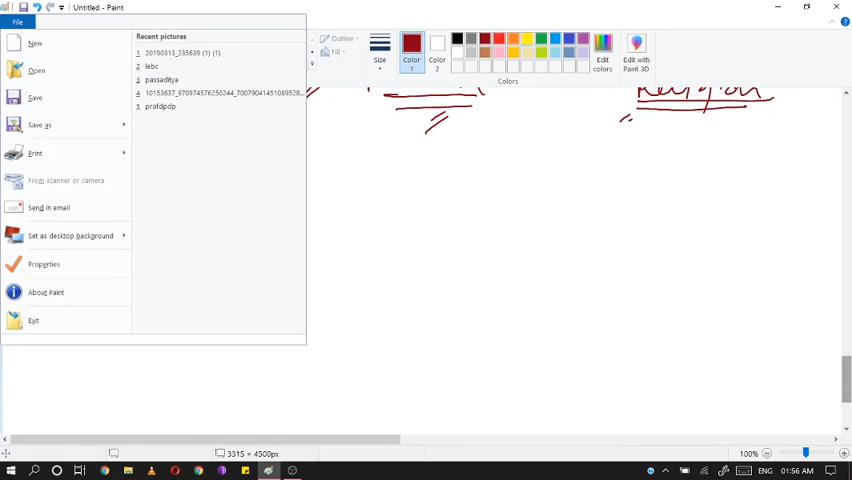 Untitled - Paint
File
Recent pictures
New
Open
Save
Save as
Print
From scanner or camera
Send in email
Set as desktop background
Properties
About Paint
Exit
1 20190313_235639 (1) (1)
2 lebc
3 passaditya
4 10153637_970974576250244_70079041451089528...
5 profdpdp
Outline
Fill
Size
Color 1
Color 2
Edit colors
Edit with Paint 3D
Colors
3315 × 4500px
100%
ENG
01:56 AM